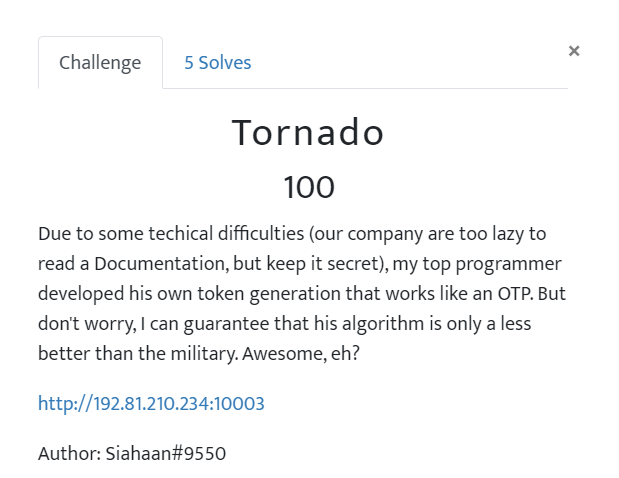 Challenge
5 Solves
×
Tornado
100
Due to some techical difficulties (our company are too lazy to
read a Documentation, but keep it secret), my top programmer
developed his own token generation that works like an OTP. But
don't worry, I can guarantee that his algorithm is only a less
better than the military. Awesome, eh?
http://192.81.210.234:10003
Author: Siahaan#9550